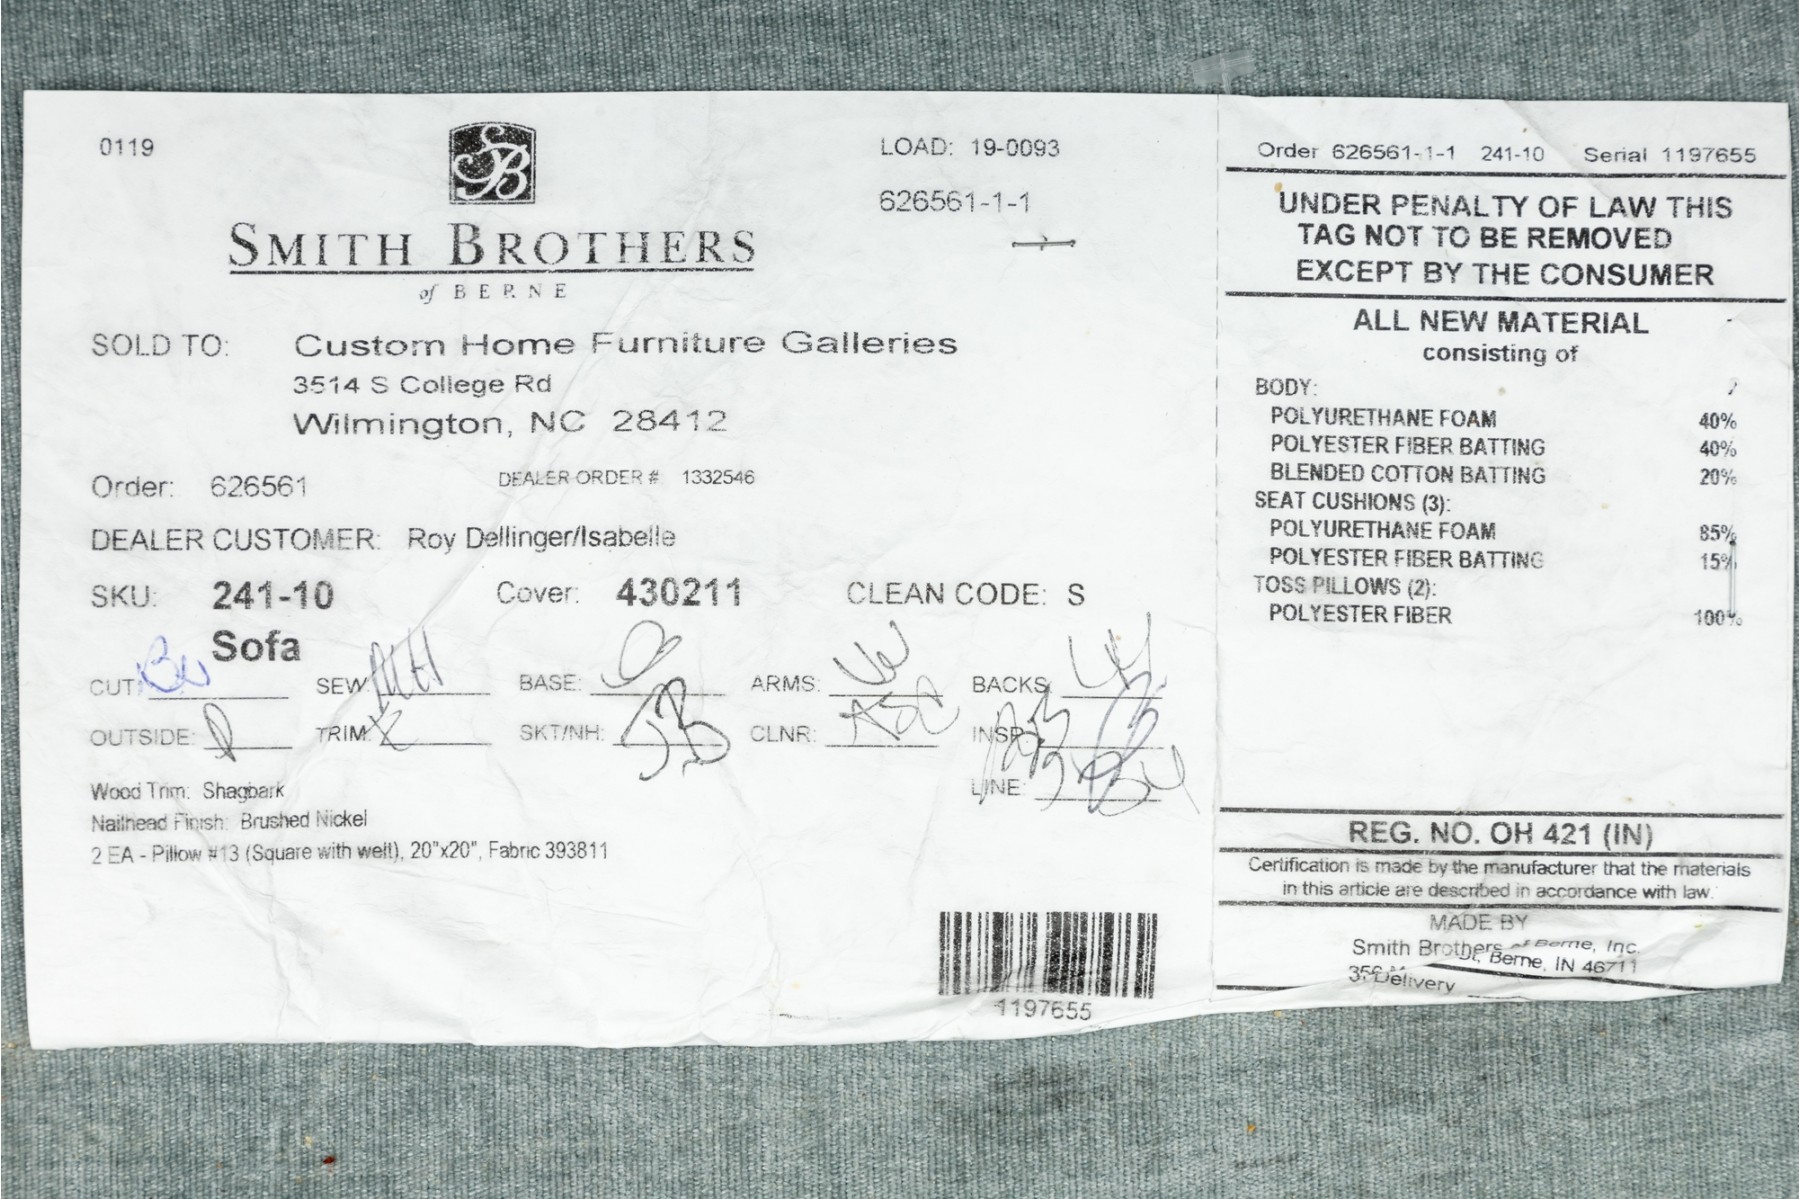 0119
LOAD: 19-0093
626561-1-1
SB
SMITH BROTHERS
of BERNE
SOLD TO: Custom Home Furniture Galleries
3514 S College Rd
Wilmington, NC 28412
Order: 626561 DEALER ORDER # 1332546
DEALER CUSTOMER: Roy Dellinger/Isabelle
SKU: 241-10 Cover: 430211 CLEAN CODE: S
Sofa
CUT: SEW: BASE: ARMS: BACKS
OUTSIDE: TRIM: SKT/NH: JB CLNR: INSP
LINE:
Wood Trim: Shagbark
Nailhead Finish: Brushed Nickel
2 EA - Pillow #13 (Square with welt), 20"x20", Fabric 393811
1197655
Order 626561-1-1 241-10 Serial 1197655
UNDER PENALTY OF LAW THIS
TAG NOT TO BE REMOVED
EXCEPT BY THE CONSUMER
ALL NEW MATERIAL
consisting of
BODY:
POLYURETHANE FOAM 40%
POLYESTER FIBER BATTING 40%
BLENDED COTTON BATTING 20%
SEAT CUSHIONS (3):
POLYURETHANE FOAM 85%
POLYESTER FIBER BATTING 15%
TOSS PILLOWS (2):
POLYESTER FIBER 100%
REG. NO. OH 421 (IN)
Certification is made by the manufacturer that the materials
in this article are described in accordance with law.
MADE BY
Smith Brothers of Berne, Inc.
Berne, IN 46711
Delivery